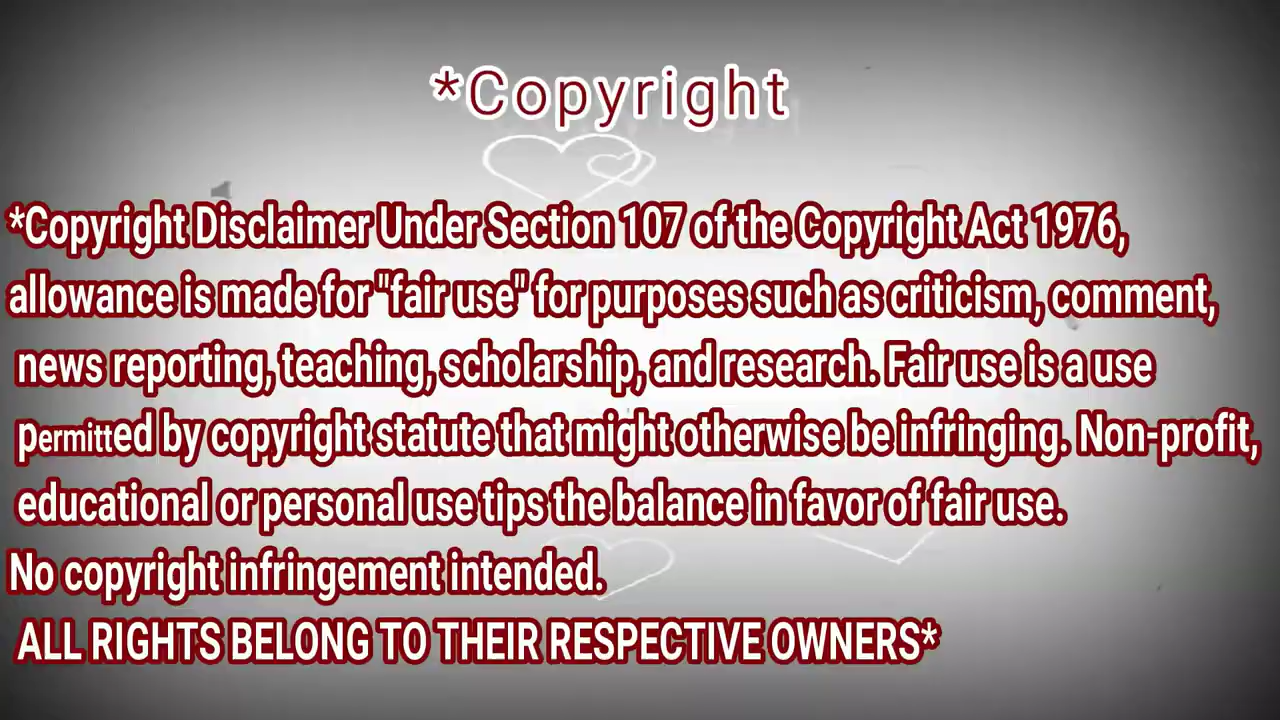 *Copyright
*Copyright Disclaimer Under Section 107 of the Copyright Act 1976,
allowance is made for "fair use" for purposes such as criticism, comment,
news reporting, teaching, scholarship, and research. Fair use is a use
permitted by copyright statute that might otherwise be infringing. Non-profit,
educational or personal use tips the balance in favor of fair use.
No copyright infringement intended.
ALL RIGHTS BELONG TO THEIR RESPECTIVE OWNERS*